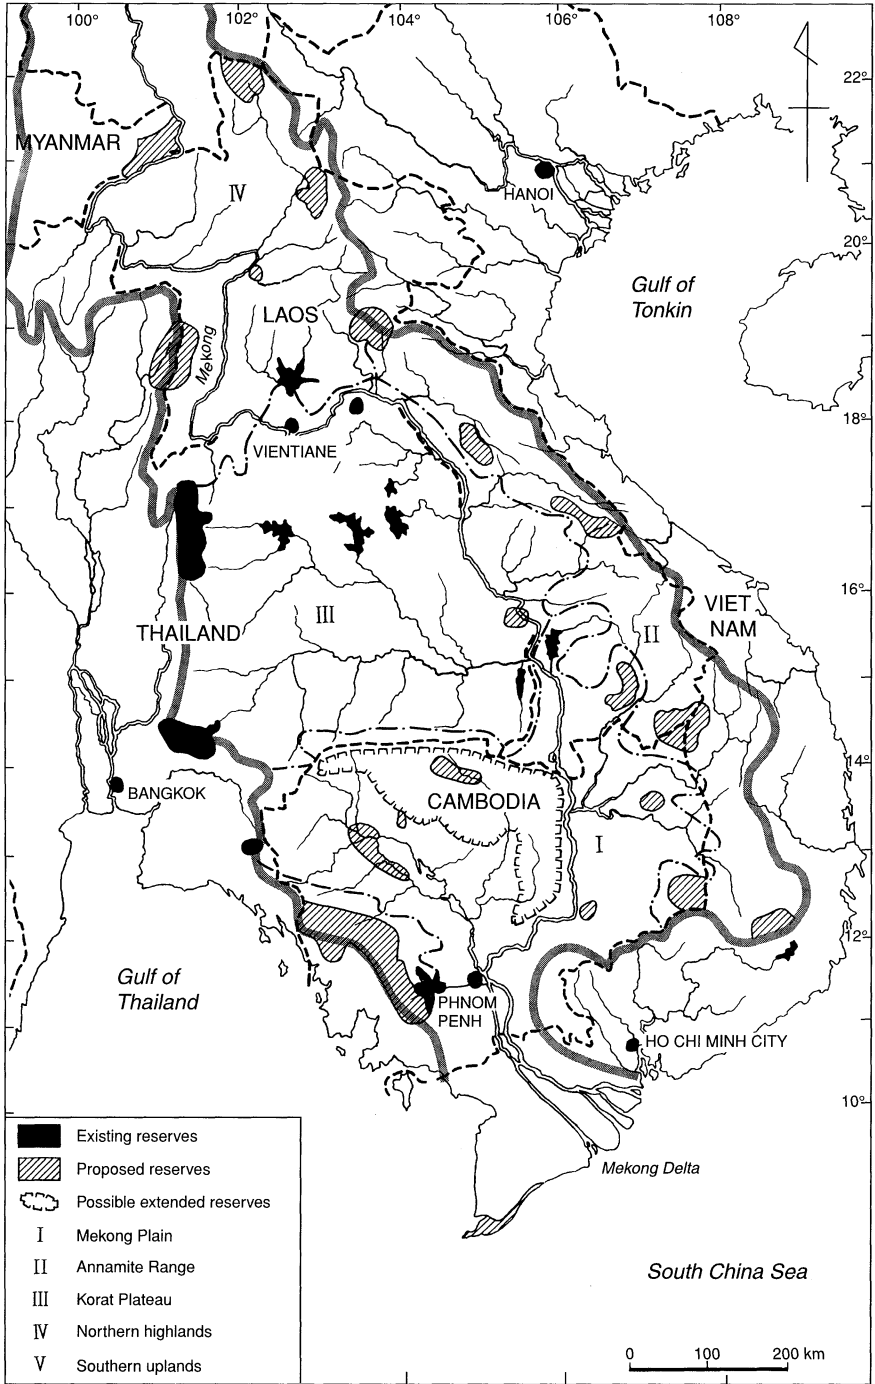 100°
102°
104°
106°
108°
22°
MYANMAR
HANOI
IV
20°
Gulf of
Tonkin
LAOS
Mekong
18°
VIENTIANE
16°
VIET
NAM
III
II
THAILAND
14°
BANGKOK
CAMBODIA
I
12°
Gulf of
Thailand
PHNOM
PENH
HO CHI MINH CITY
10°
Existing reserves
Proposed reserves
Possible extended reserves
I Mekong Plain
II Annamite Range
III Korat Plateau
IV Northern highlands
V Southern uplands
Mekong Delta
South China Sea
0 100 200 km